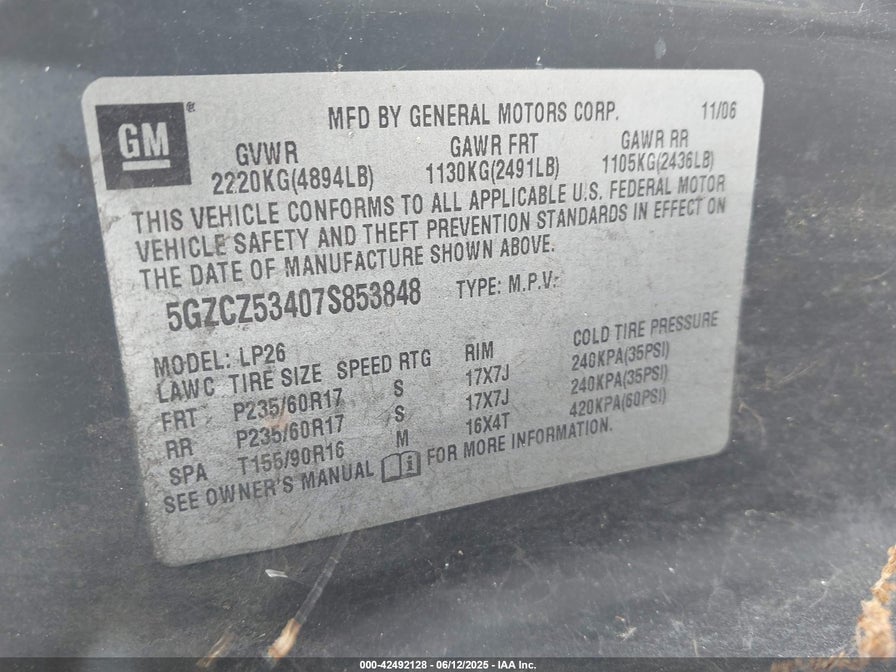 GM®
MFD BY GENERAL MOTORS CORP. 11/06
GVWR GAWR FRT GAWR RR
2220KG(4894LB) 1130KG(2491LB) 1105KG(2436LB)
THIS VEHICLE CONFORMS TO ALL APPLICABLE U.S. FEDERAL MOTOR
VEHICLE SAFETY AND THEFT PREVENTION STANDARDS IN EFFECT ON
THE DATE OF MANUFACTURE SHOWN ABOVE.
5GZCZ53407S853848 TYPE: M.P.V.
MODEL: LP26
LAWC TIRE SIZE SPEED RTG RIM COLD TIRE PRESSURE
FRT P235/60R17 S 17X7J 240KPA(35PSI)
RR P235/60R17 S 17X7J 240KPA(35PSI)
SPA T155/90R16 M 16X4T 420KPA(60PSI)
SEE OWNER'S MANUAL FOR MORE INFORMATION.
000-42492128 - 06/12/2025 - IAA Inc.